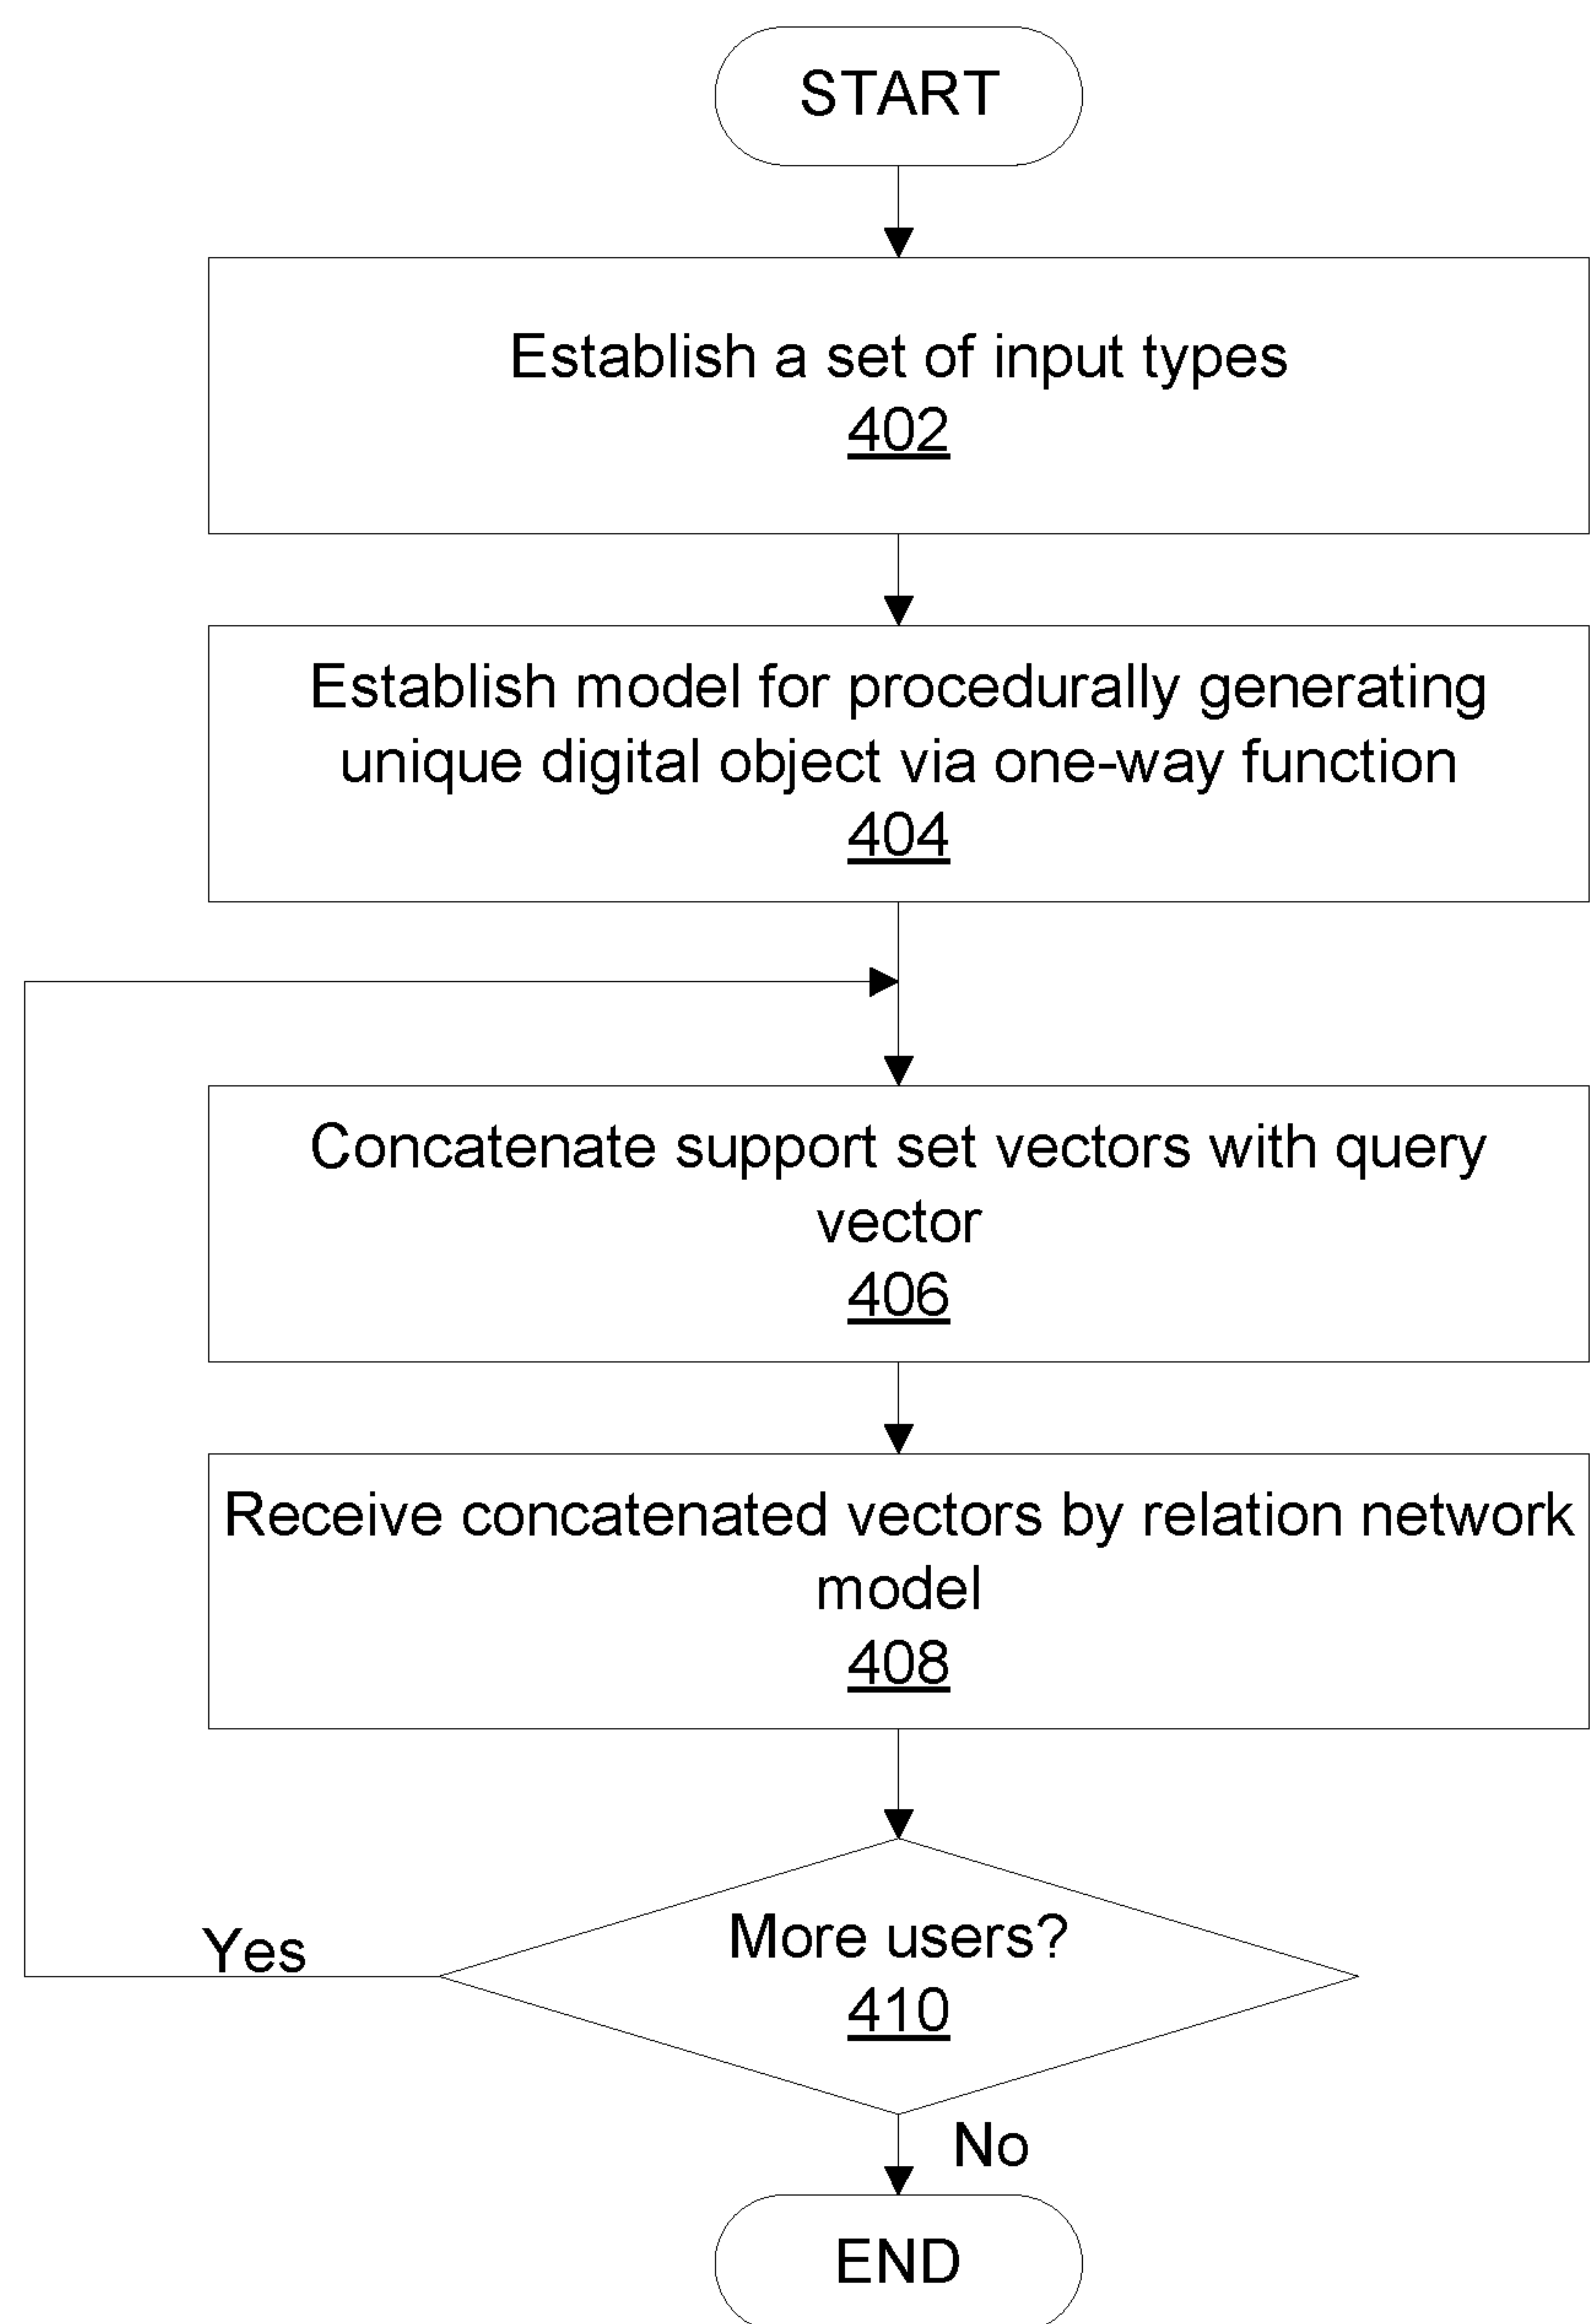 START
Establish a set of input types
402
Establish model for procedurally generating
unique digital object via one-way function
404
Concatenate support set vectors with query
vector
406
Receive concatenated vectors by relation network
model
408
More users?
410
Yes
No
END